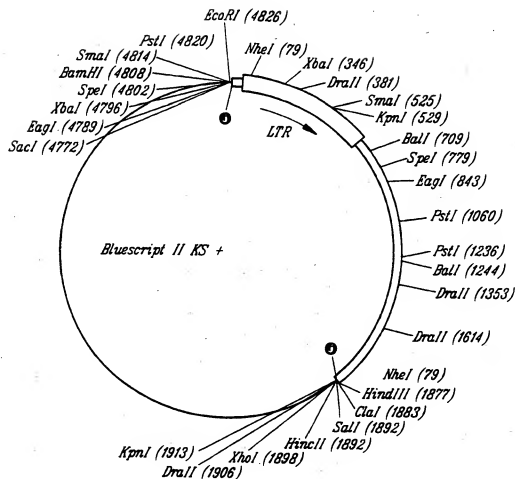 EcoRI (4826)
PstI (4820)
SmaI (4814)
BamHI (4808)
SpeI (4802)
XbaI (4796)
EagI (4789)
SacI (4772)
NheI (79)
XbaI (346)
DraII (381)
SmaI (525)
KpnI (529)
BalI (709)
SpeI (779)
EagI (843)
PstI (1060)
PstI (1236)
BalI (1244)
DraII (1353)
DraII (1614)
NheI (79)
HindIII (1877)
ClaI (1883)
SalI (1892)
HincII (1892)
XhoI (1898)
DraII (1906)
KpnI (1913)
LTR
Bluescript II KS +